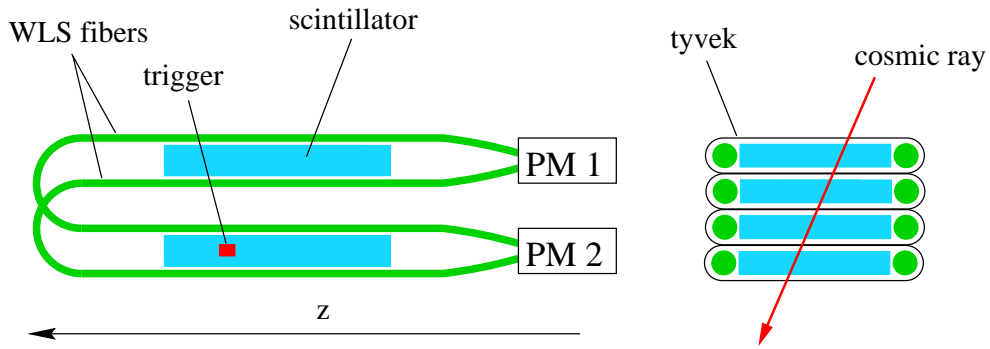 scintillator
WLS fibers
trigger
tyvek
cosmic ray
PM 1
PM 2
z